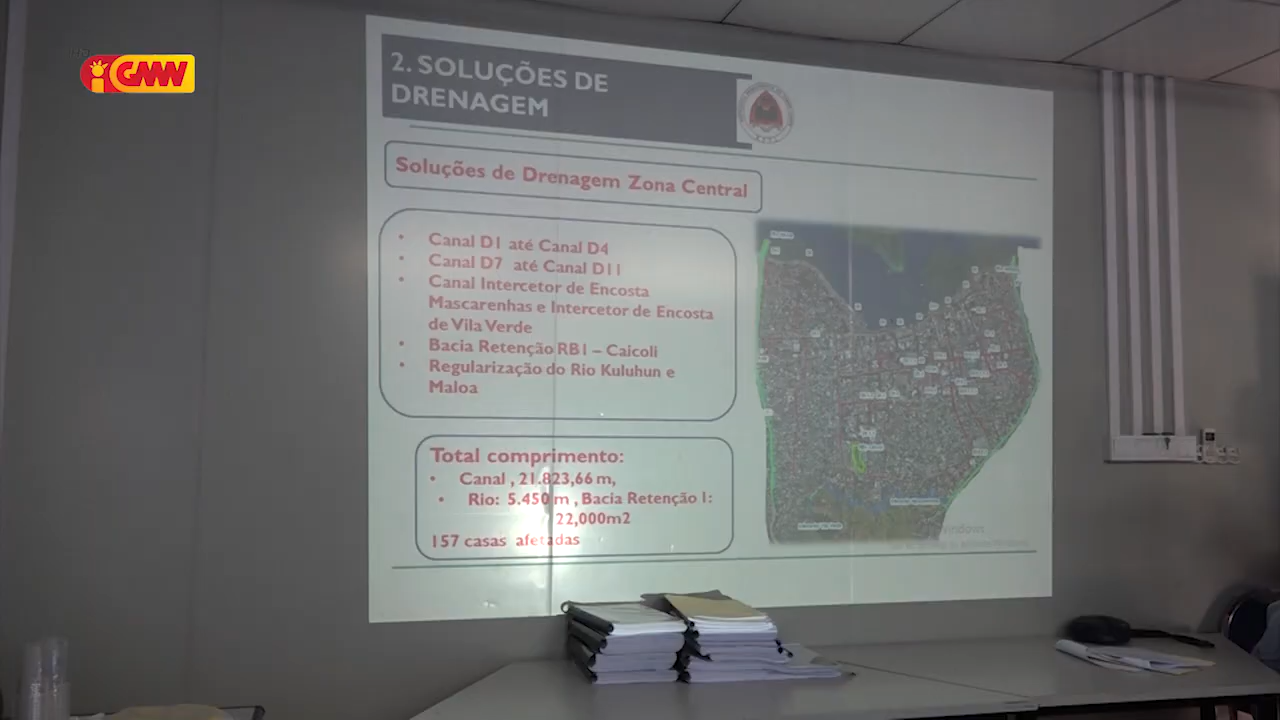 GMN
2. SOLUÇÕES DE
DRENAGEM
Soluções de Drenagem Zona Central
• Canal D1 até Canal D4
• Canal D7 até Canal D11
• Canal Intercetor de Encosta
Mascarenhas e Intercetor de Encosta
de Vila Verde
• Bacia Retenção RB1 – Caicoli
• Regularização do Rio Kuluhun e
Maloa
Total comprimento:
• Canal , 21.823,66 m,
• Rio: 5.450 m , Bacia Retenção 1:
22,000m2
157 casas afetadas